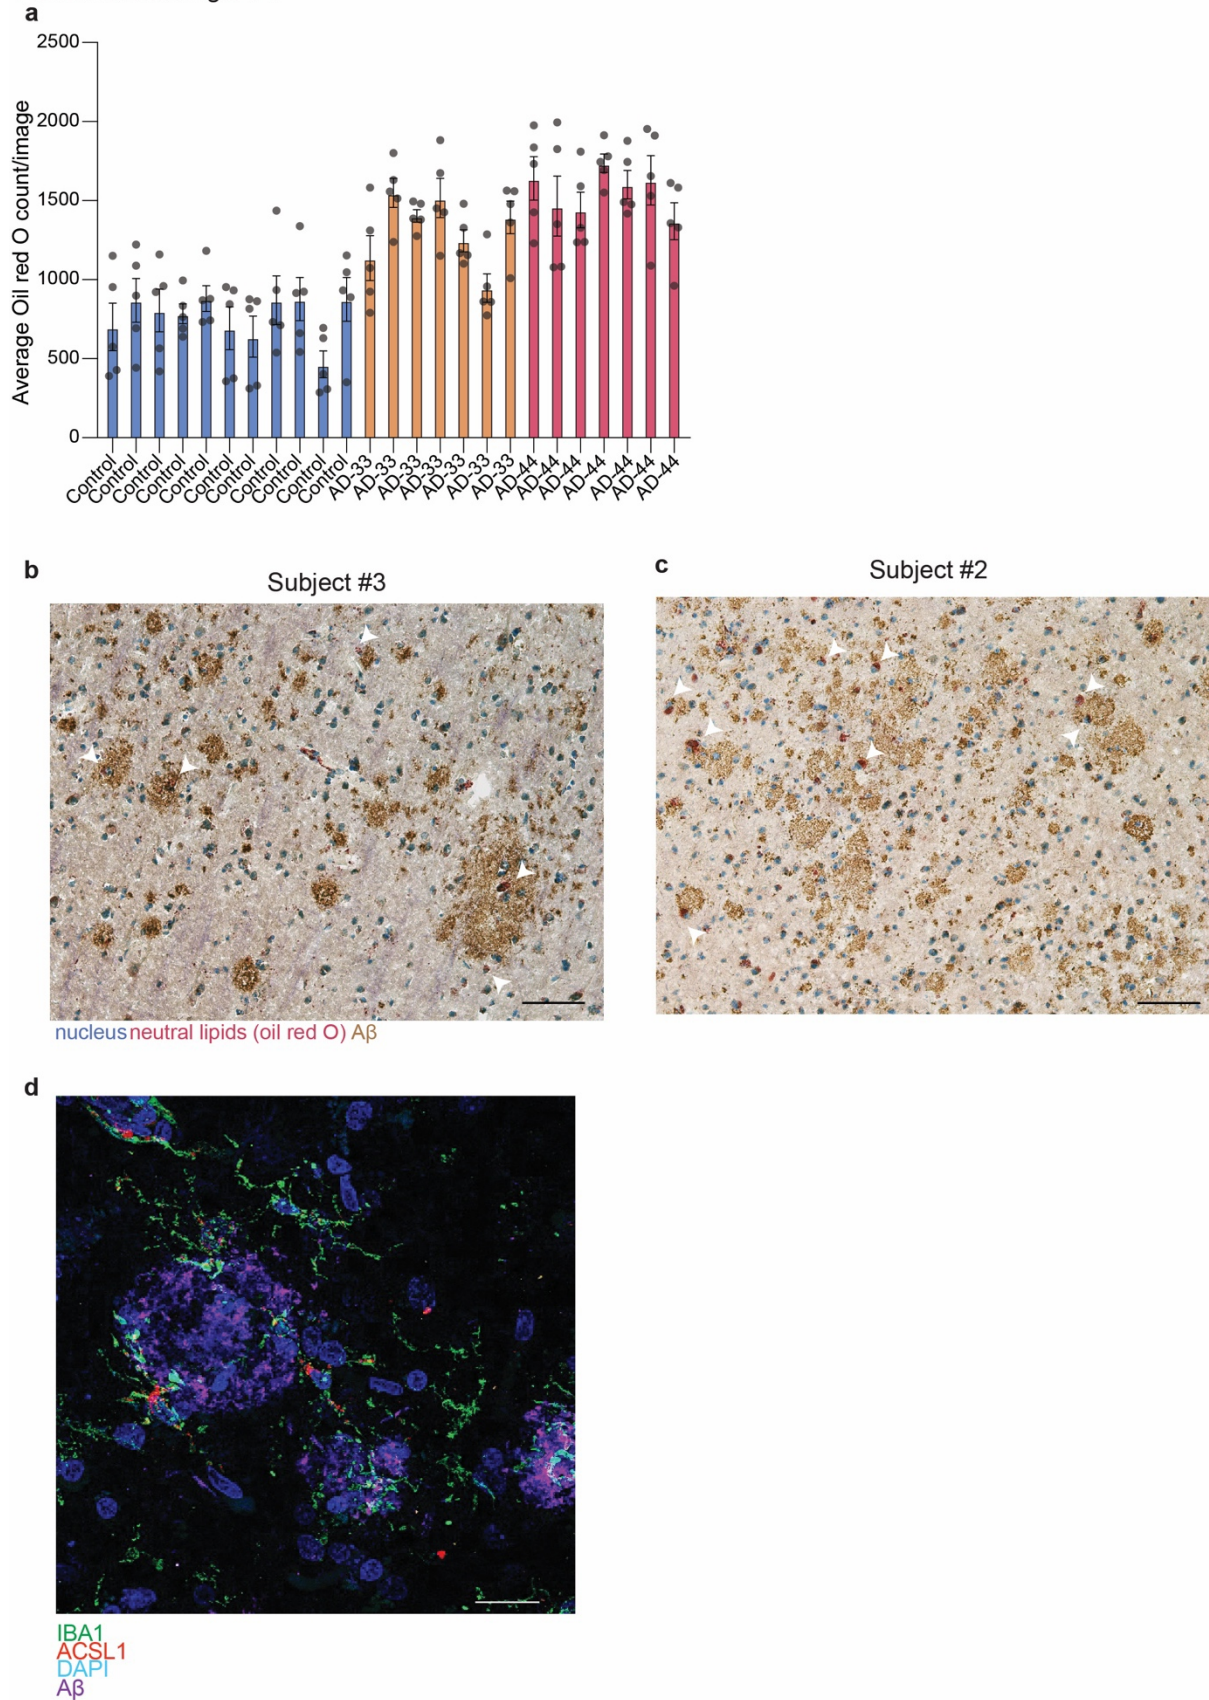 a
2500
2000
1500
1000
500
0
Average Oil red O count/image
Control
Control
Control
Control
Control
Control
Control
Control
Control
Control
Control
AD-33
AD-33
AD-33
AD-33
AD-33
AD-33
AD-33
AD-44
AD-44
AD-44
AD-44
AD-44
AD-44
AD-44
b
Subject #3
c
Subject #2
nucleus neutral lipids (oil red O) Aβ
d
IBA1
ACSL1
DAPI
Aβ